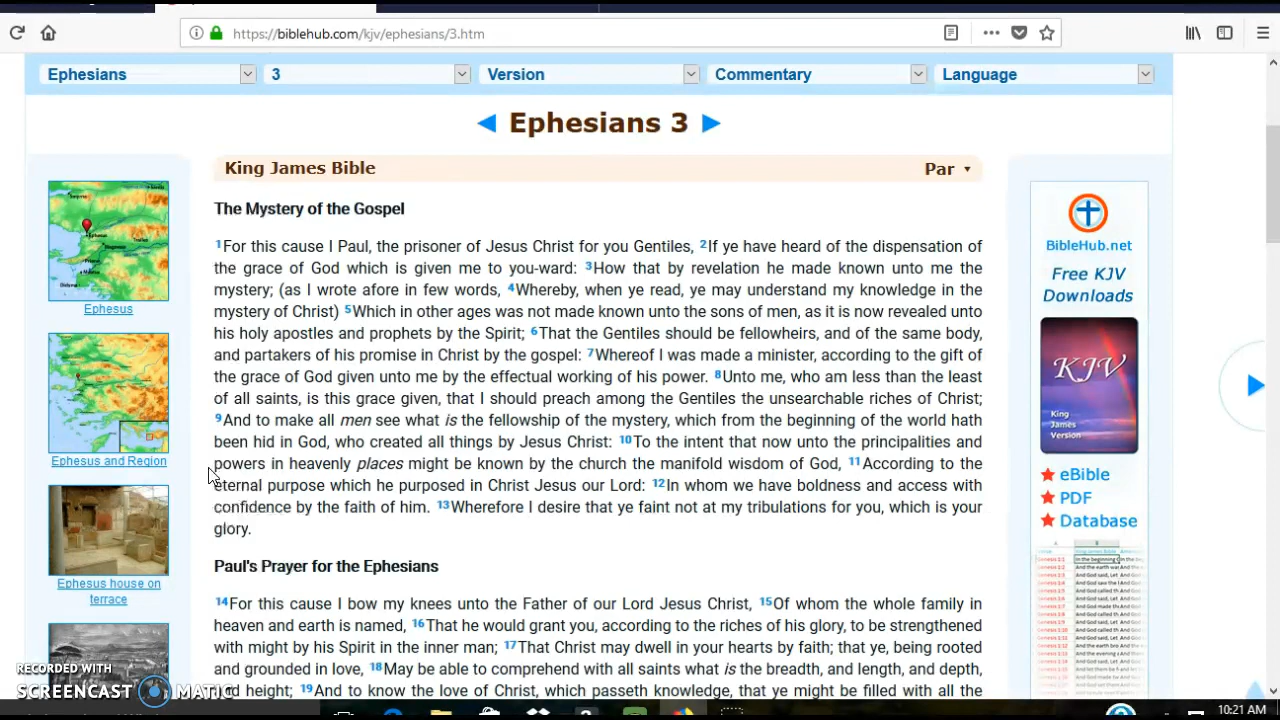 https://biblehub.com/kjv/ephesians/3.htm
Ephesians 3 Version Commentary Language
Ephesians 3
King James Bible Par
The Mystery of the Gospel
1For this cause I Paul, the prisoner of Jesus Christ for you Gentiles, 2If ye have heard of the dispensation of
the grace of God which is given me to you-ward: 3How that by revelation he made known unto me the
mystery; (as I wrote afore in few words, 4Whereby, when ye read, ye may understand my knowledge in the
mystery of Christ) 5Which in other ages was not made known unto the sons of men, as it is now revealed unto
his holy apostles and prophets by the Spirit; 6That the Gentiles should be fellowheirs, and of the same body,
and partakers of his promise in Christ by the gospel: 7Whereof I was made a minister, according to the gift of
the grace of God given unto me by the effectual working of his power. 8Unto me, who am less than the least
of all saints, is this grace given, that I should preach among the Gentiles the unsearchable riches of Christ;
9And to make all men see what is the fellowship of the mystery, which from the beginning of the world hath
been hid in God, who created all things by Jesus Christ: 10To the intent that now unto the principalities and
powers in heavenly places might be known by the church the manifold wisdom of God, 11According to the
eternal purpose which he purposed in Christ Jesus our Lord: 12In whom we have boldness and access with
confidence by the faith of him. 13Wherefore I desire that ye faint not at my tribulations for you, which is your
glory.
Paul's Prayer for the Ephesians
14For this cause I bow my knees unto the Father of our Lord Jesus Christ, 15Of whom the whole family in
heaven and earth is named, 16That he would grant you, according to the riches of his glory, to be strengthened
with might by his Spirit in the inner man; 17That Christ may dwell in your hearts by faith; that ye, being rooted
and grounded in love, 18May be able to comprehend with all saints what is the breadth, and length, and depth,
and height; 19And to know the love of Christ, which passeth knowledge, that ye might be filled with all the
Ephesus
Ephesus and Region
Ephesus house on
terrace
BibleHub.net
Free KJV
Downloads
KJV
King
James
Version
eBible
PDF
Database
RECORDED WITH
SCREENCAST MATIC
10:21 AM